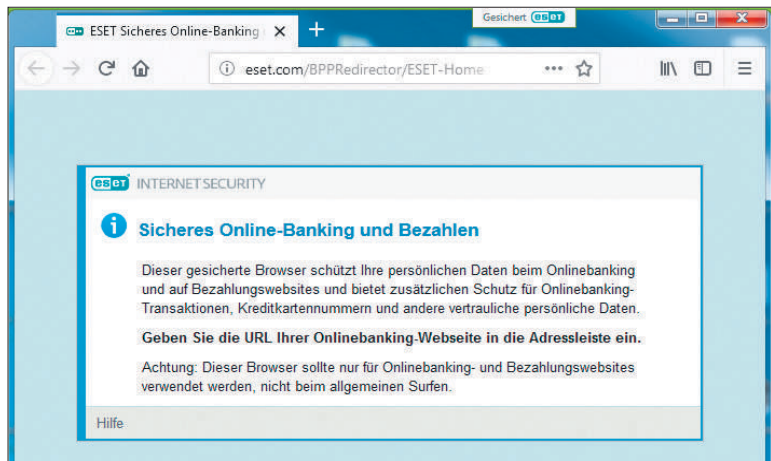 Gesichert eset
ESET Sicheres Online-Banking
eset.com/BPPRedirector/ESET-Home
eset INTERNET SECURITY
Sicheres Online-Banking und Bezahlen
Dieser gesicherte Browser schützt Ihre persönlichen Daten beim Onlinebanking
und auf Bezahlungswebsites und bietet zusätzlichen Schutz für Onlinebanking-
Transaktionen, Kreditkartennummern und andere vertrauliche persönliche Daten.
Geben Sie die URL Ihrer Onlinebanking-Webseite in die Adressleiste ein.
Achtung: Dieser Browser sollte nur für Onlinebanking- und Bezahlungswebsites
verwendet werden, nicht beim allgemeinen Surfen.
Hilfe